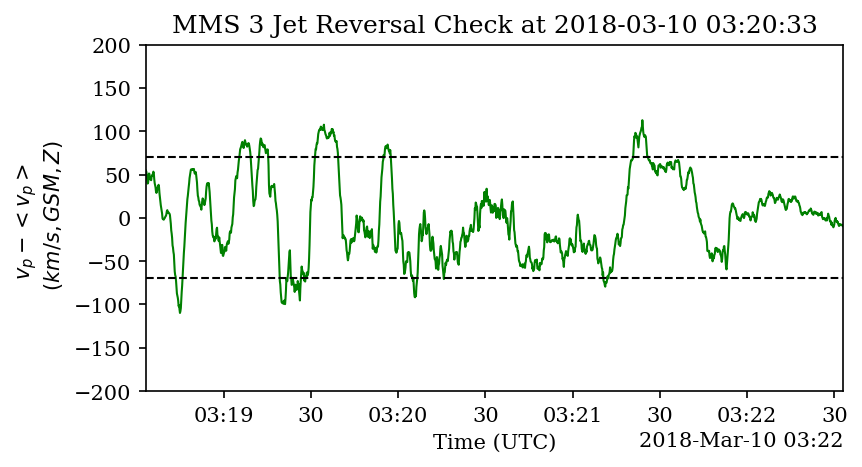 MMS 3 Jet Reversal Check at 2018-03-10 03:20:33
200
150
100
50
0
−50
−100
−150
−200
v_p − < v_p >
(km/s, GSM, Z)
03:19 30 03:20 30 03:21 30 03:22 30
Time (UTC)
2018-Mar-10 03:22